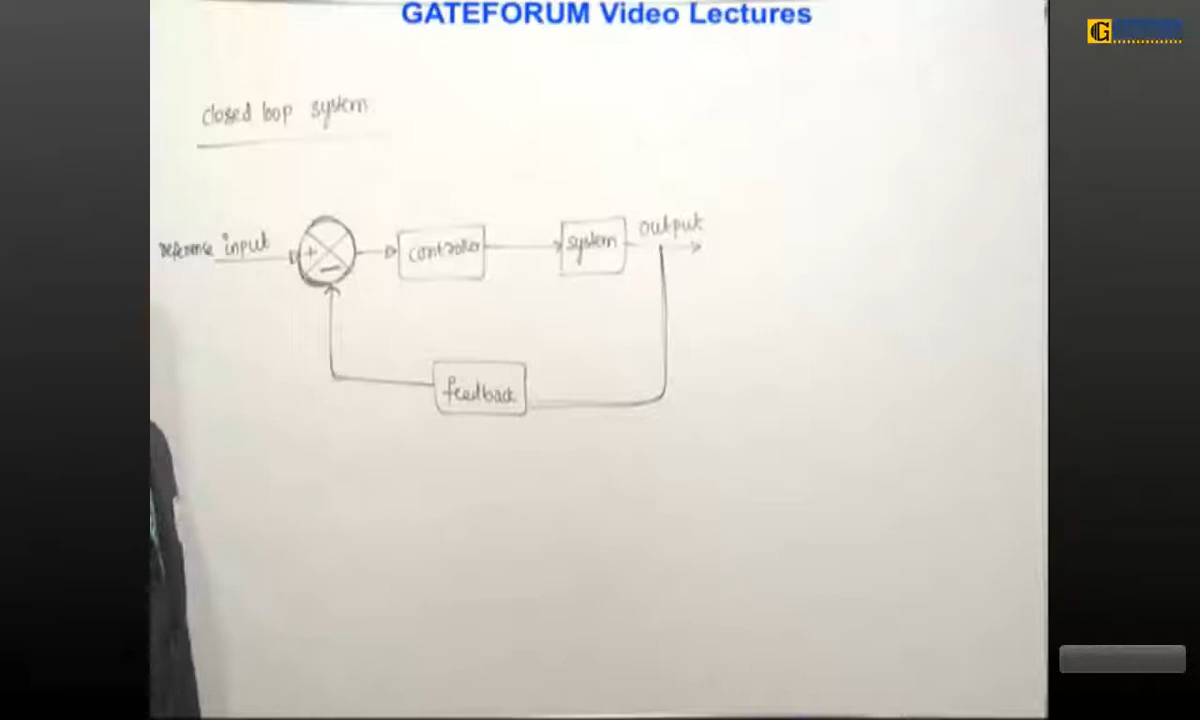 GATEFORUM Video Lectures
G
closed loop system
reference input
+
−
controller
system
output
feedback